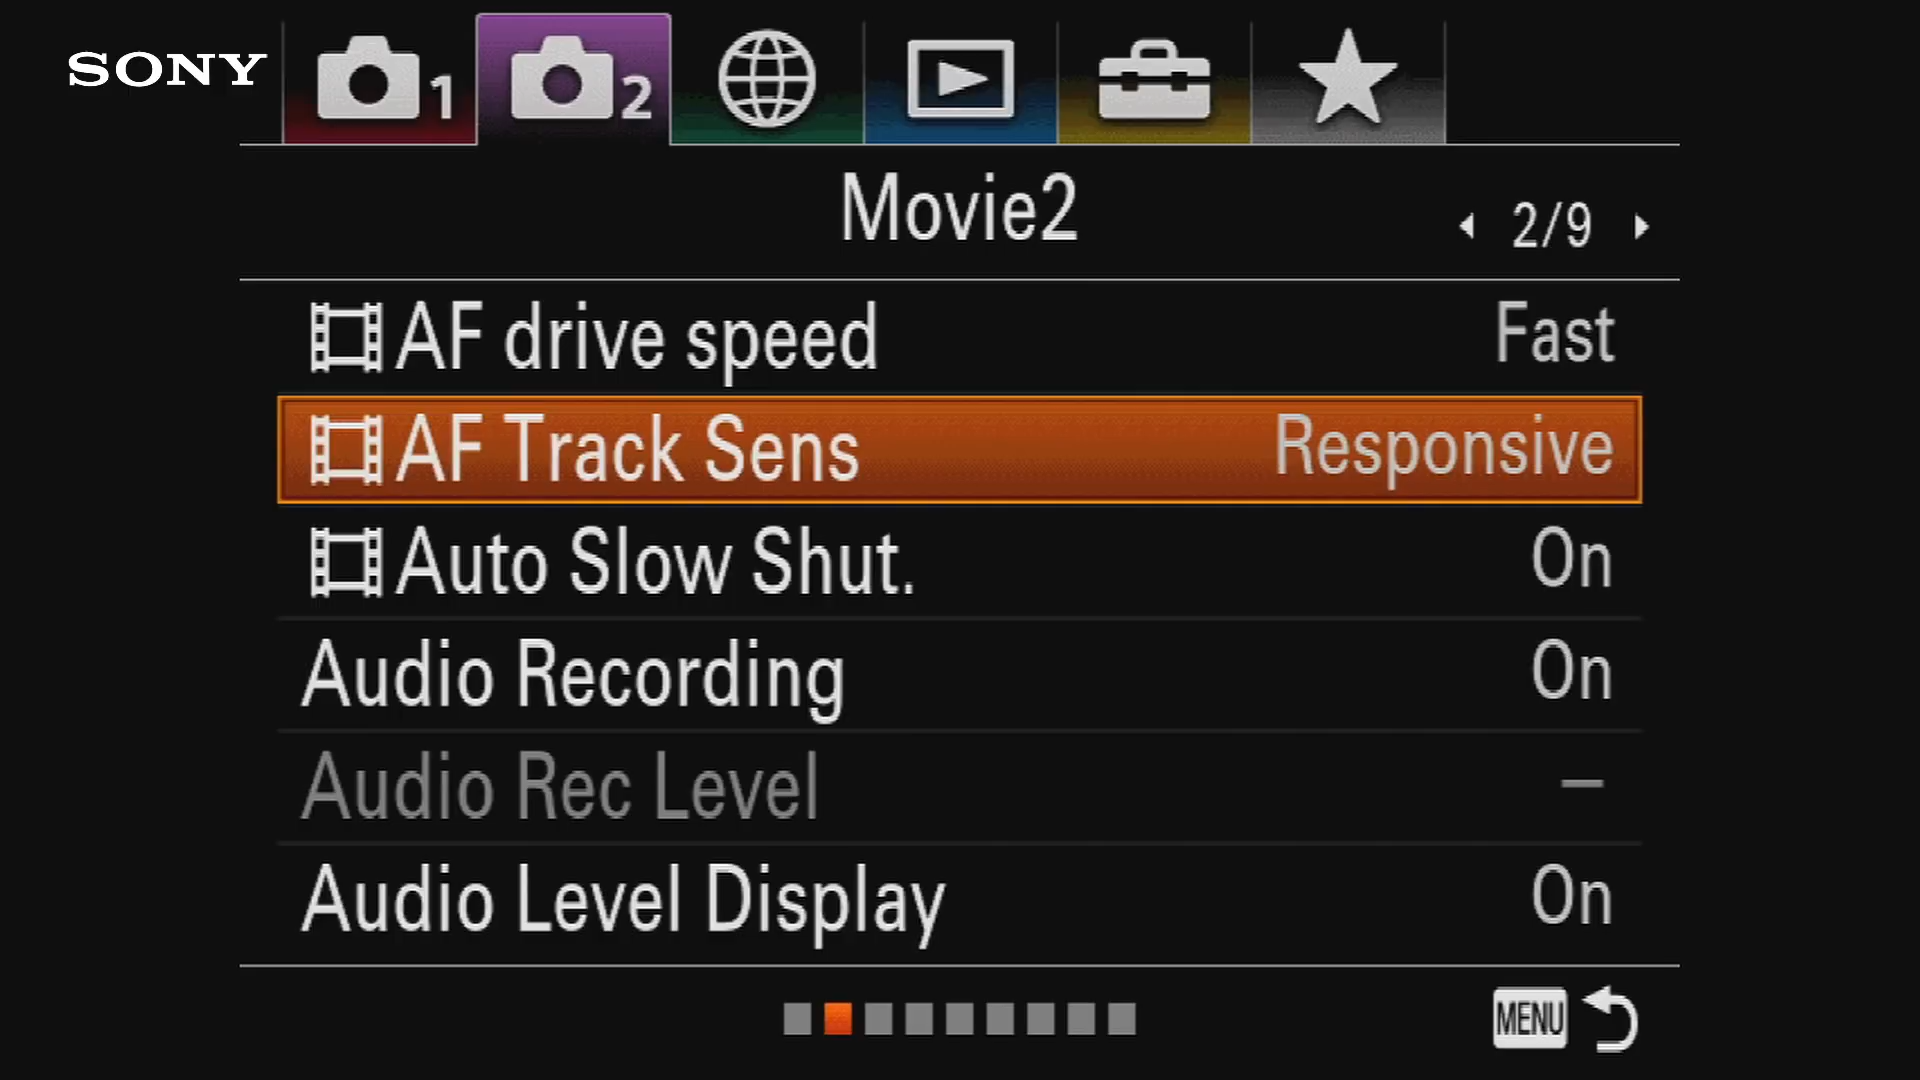 SONY
1
2
Movie2
2/9
AF drive speed Fast
AF Track Sens Responsive
Auto Slow Shut. On
Audio Recording On
Audio Rec Level –
Audio Level Display On
MENU